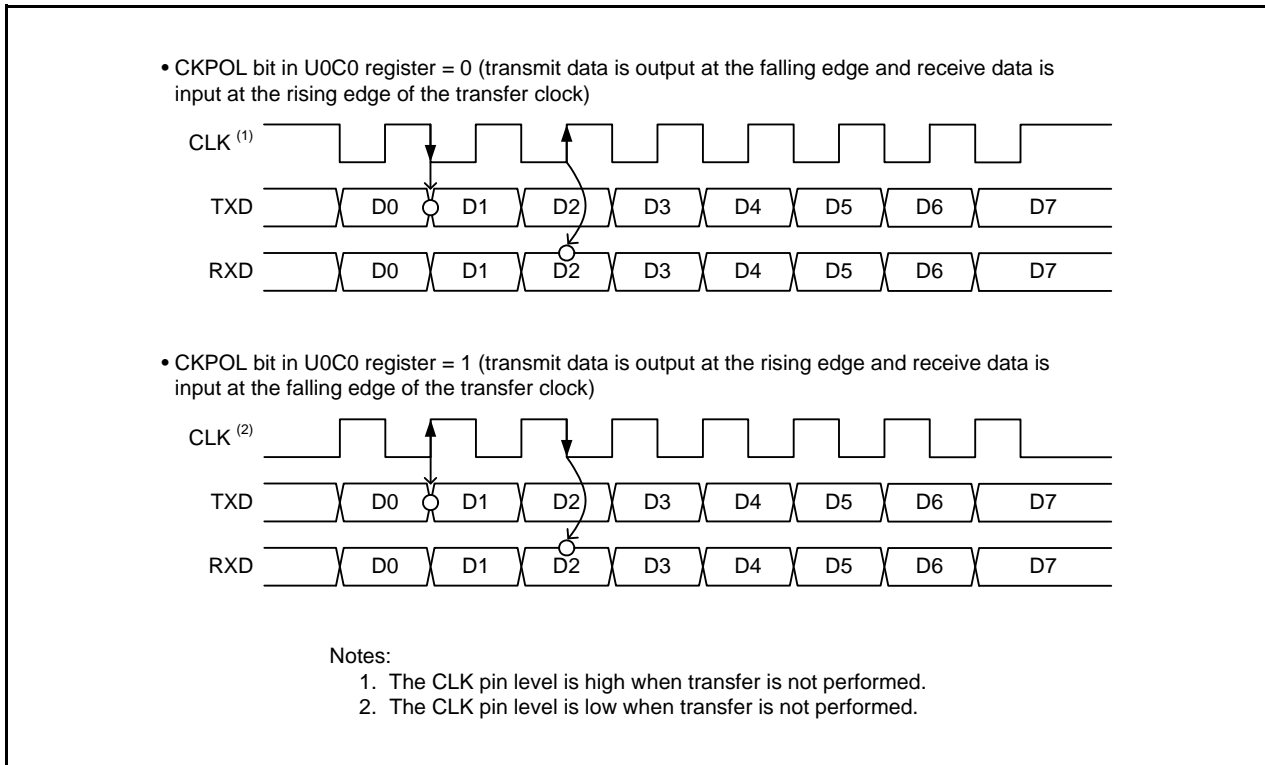 • CKPOL bit in U0C0 register = 0 (transmit data is output at the falling edge and receive data is
input at the rising edge of the transfer clock)
CLK (1)
TXD D0 D1 D2 D3 D4 D5 D6 D7
RXD D0 D1 D2 D3 D4 D5 D6 D7
• CKPOL bit in U0C0 register = 1 (transmit data is output at the rising edge and receive data is
input at the falling edge of the transfer clock)
CLK (2)
TXD D0 D1 D2 D3 D4 D5 D6 D7
RXD D0 D1 D2 D3 D4 D5 D6 D7
Notes:
1. The CLK pin level is high when transfer is not performed.
2. The CLK pin level is low when transfer is not performed.